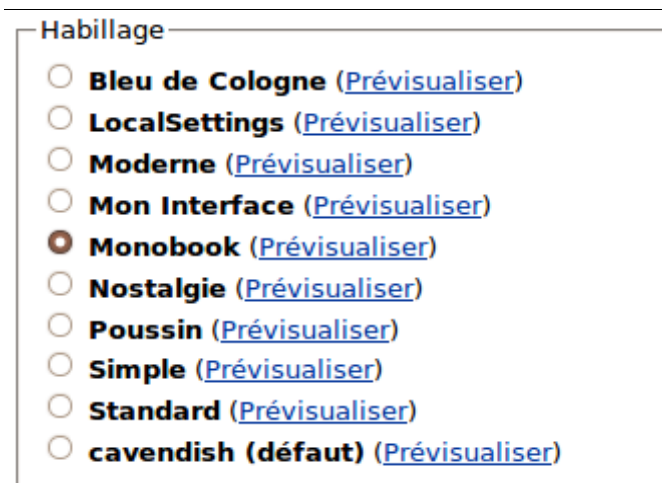 Habillage
Bleu de Cologne (Prévisualiser)
LocalSettings (Prévisualiser)
Moderne (Prévisualiser)
Mon Interface (Prévisualiser)
Monobook (Prévisualiser)
Nostalgie (Prévisualiser)
Poussin (Prévisualiser)
Simple (Prévisualiser)
Standard (Prévisualiser)
cavendish (défaut) (Prévisualiser)